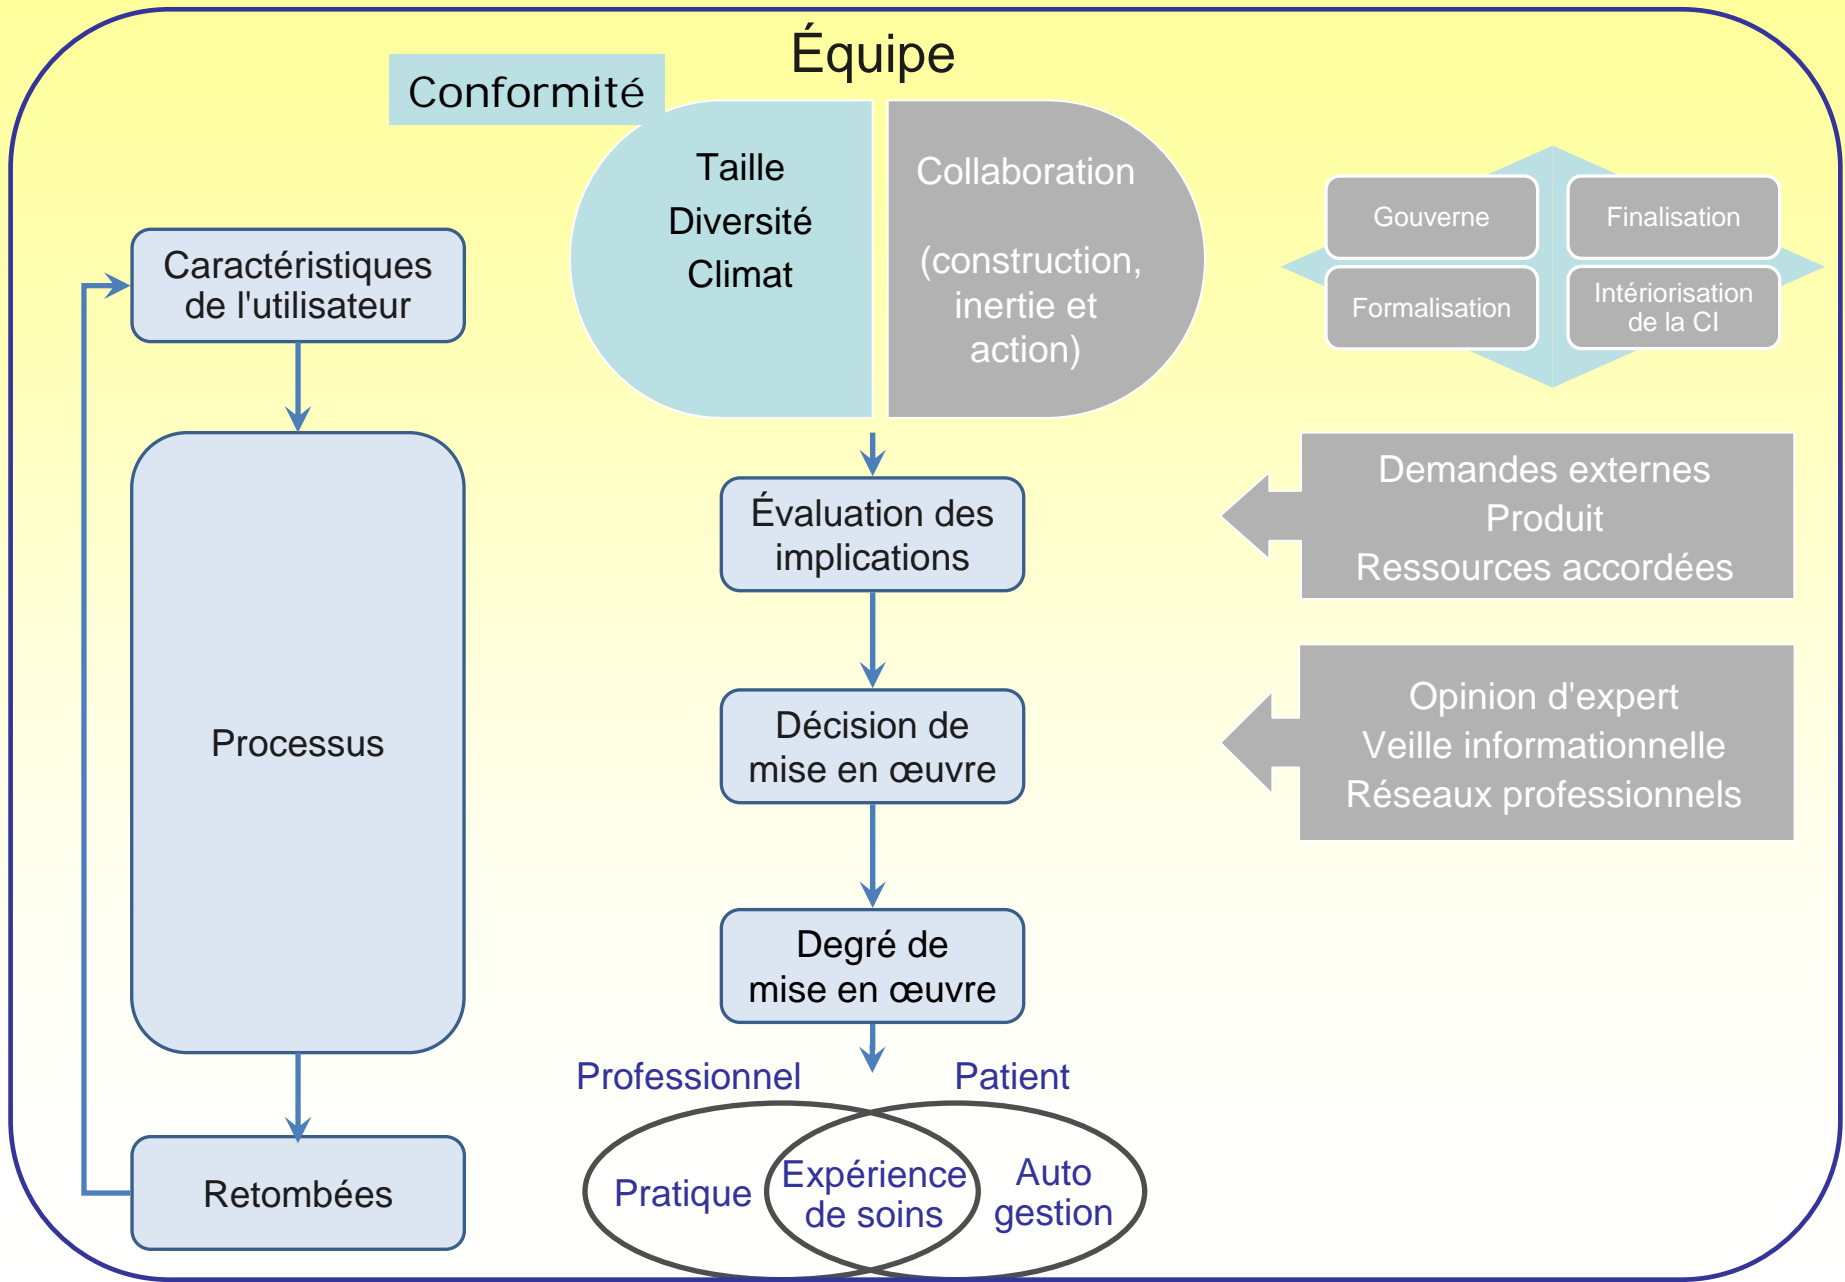 Équipe
Conformité
Taille
Diversité
Climat
Collaboration
(construction,
inertie et
action)
Gouverne
Finalisation
Formalisation
Intériorisation
de la CI
Caractéristiques
de l'utilisateur
Processus
Retombées
Évaluation des
implications
Demandes externes
Produit
Ressources accordées
Décision de
mise en œuvre
Opinion d'expert
Veille informationnelle
Réseaux professionnels
Degré de
mise en œuvre
Professionnel
Patient
Pratique
Expérience
de soins
Auto
gestion